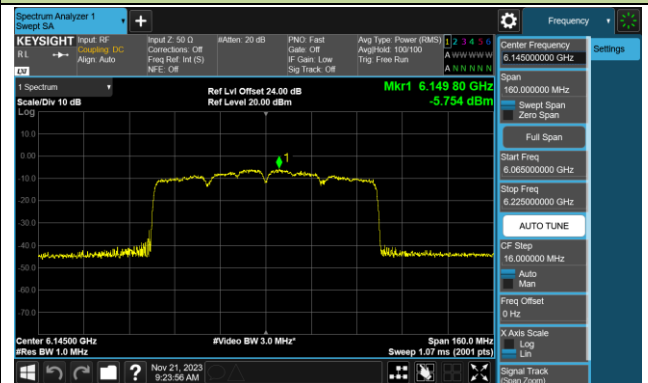 Spectrum Analyzer 1
Swept SA
Frequency
KEYSIGHT
Input: RF
Input Z: 50 Ω
#Atten: 20 dB
PNO: Fast
Avg Type: Power (RMS)
1 2 3 4 5 6
RL
Coupling: DC
Corrections: Off
Gate: Off
Avg|Hold: 100/100
A W W W W W
Align: Auto
Freq Ref: Int (S)
IF Gain: Low
Trig: Free Run
NFE: Off
Sig Track: Off
A N N N N N
LXI
1 Spectrum
Ref Lvl Offset 24.00 dB
Mkr1 6.149 80 GHz
Scale/Div 10 dB
Ref Level 20.00 dBm
-5.754 dBm
Log
10.0
0.00
-10.0
-20.0
-30.0
-40.0
-50.0
-60.0
-70.0
1
Center 6.14500 GHz
#Video BW 3.0 MHz*
Span 160.0 MHz
#Res BW 1.0 MHz
Sweep 1.07 ms (2001 pts)
Nov 21, 2023
9:23:56 AM
Center Frequency
6.145000000 GHz
Settings
Span
160.000000 MHz
Swept Span
Zero Span
Full Span
Start Freq
6.065000000 GHz
Stop Freq
6.225000000 GHz
AUTO TUNE
CF Step
16.000000 MHz
Auto
Man
Freq Offset
0 Hz
X Axis Scale
Log
Lin
Signal Track
(Span Zoom)